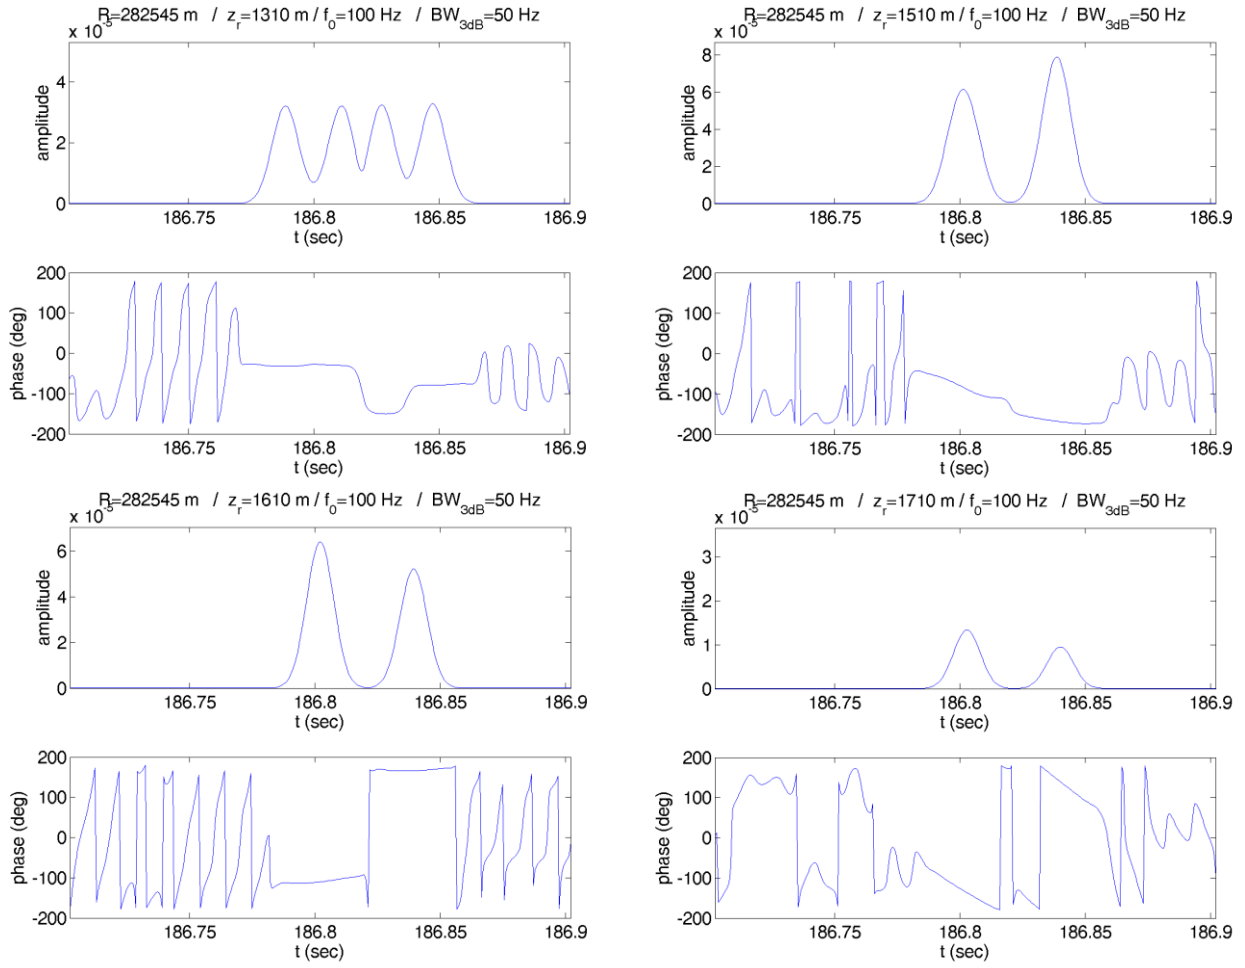 R=282545 m / z_r=1310 m / f_0=100 Hz / BW_3dB=50 Hz
x 10^-5
4
2
0
amplitude
186.75 186.8 186.85 186.9
t (sec)
200
100
0
-100
-200
phase (deg)
186.75 186.8 186.85 186.9
t (sec)
R=282545 m / z_r=1510 m / f_0=100 Hz / BW_3dB=50 Hz
x 10^-5
8
6
4
2
0
amplitude
186.75 186.8 186.85 186.9
t (sec)
200
100
0
-100
-200
phase (deg)
186.75 186.8 186.85 186.9
t (sec)
R=282545 m / z_r=1610 m / f_0=100 Hz / BW_3dB=50 Hz
x 10^-5
6
4
2
0
amplitude
186.75 186.8 186.85 186.9
t (sec)
200
100
0
-100
-200
phase (deg)
186.75 186.8 186.85 186.9
t (sec)
R=282545 m / z_r=1710 m / f_0=100 Hz / BW_3dB=50 Hz
x 10^-5
3
2
1
0
amplitude
186.75 186.8 186.85 186.9
t (sec)
200
100
0
-100
-200
phase (deg)
186.75 186.8 186.85 186.9
t (sec)